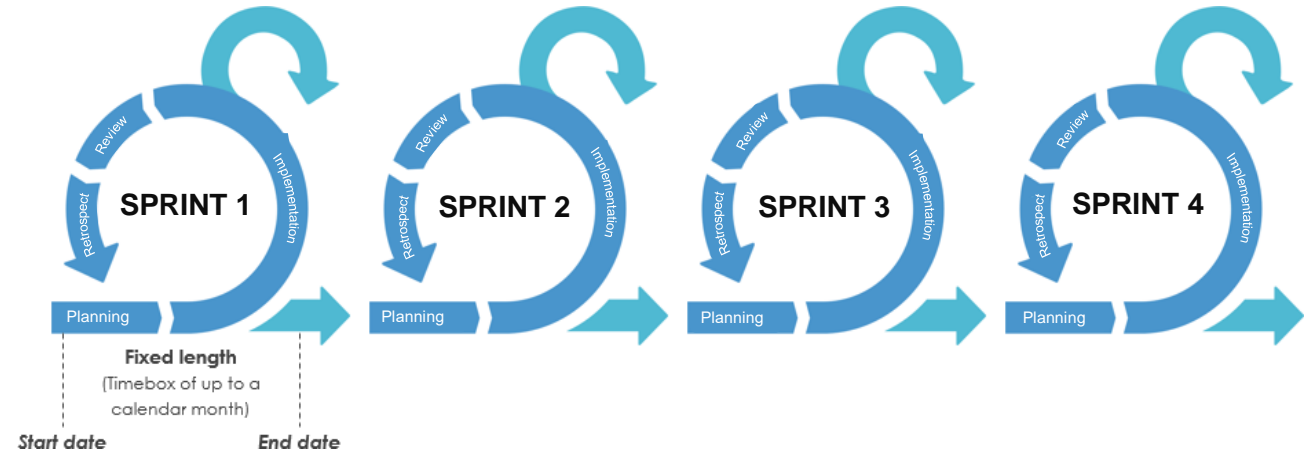 Review
Implementation
Retrospect
SPRINT 1
Planning
Review
Implementation
Retrospect
SPRINT 2
Planning
Review
Implementation
Retrospect
SPRINT 3
Planning
Review
Implementation
Retrospect
SPRINT 4
Planning
Fixed length
(Timebox of up to a
calendar month)
Start date
End date